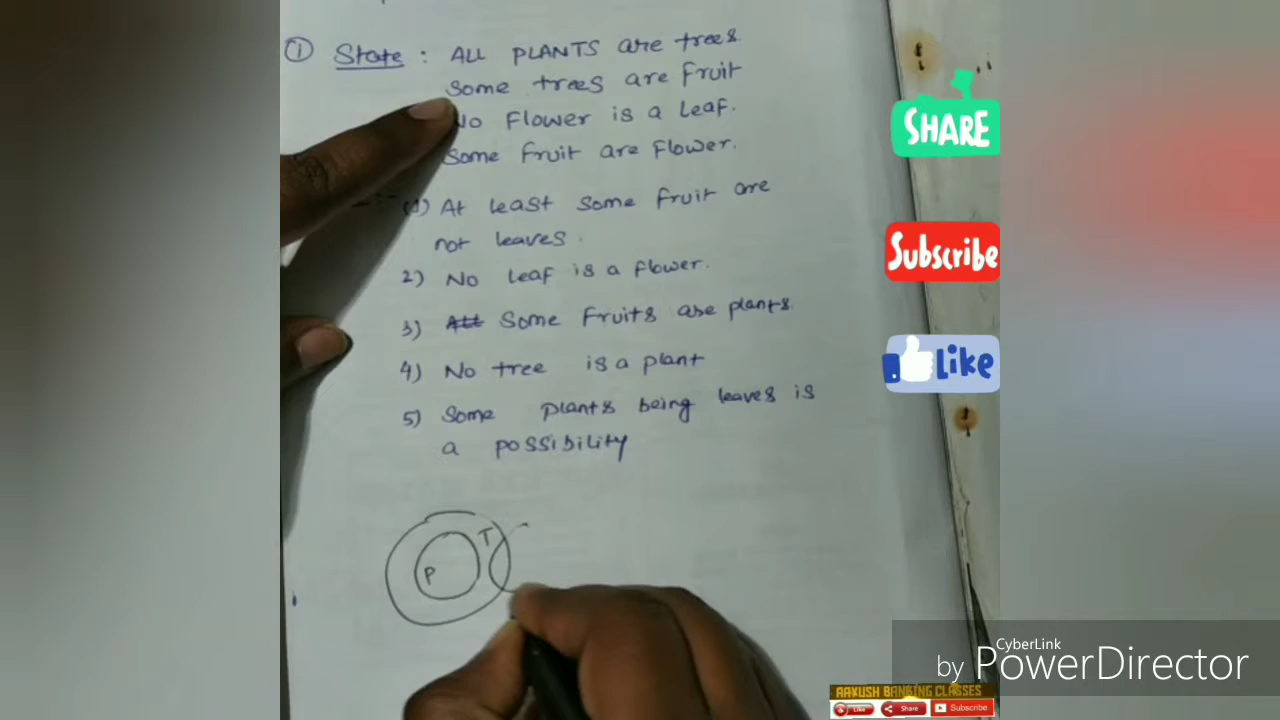 ① State : ALL PLANTS are trees
Some trees are fruit
No Flower is a Leaf.
Some fruit are flower.
1) At least some fruit are
not leaves.
2) No leaf is a flower.
3) All Some Fruits are plants.
4) No tree is a plant
5) Some plants being leaves is
a possibility
P T
SHARE
Subscribe
Like
CyberLink
by PowerDirector
AAKUSH BANKING CLASSES
Like Share Subscribe